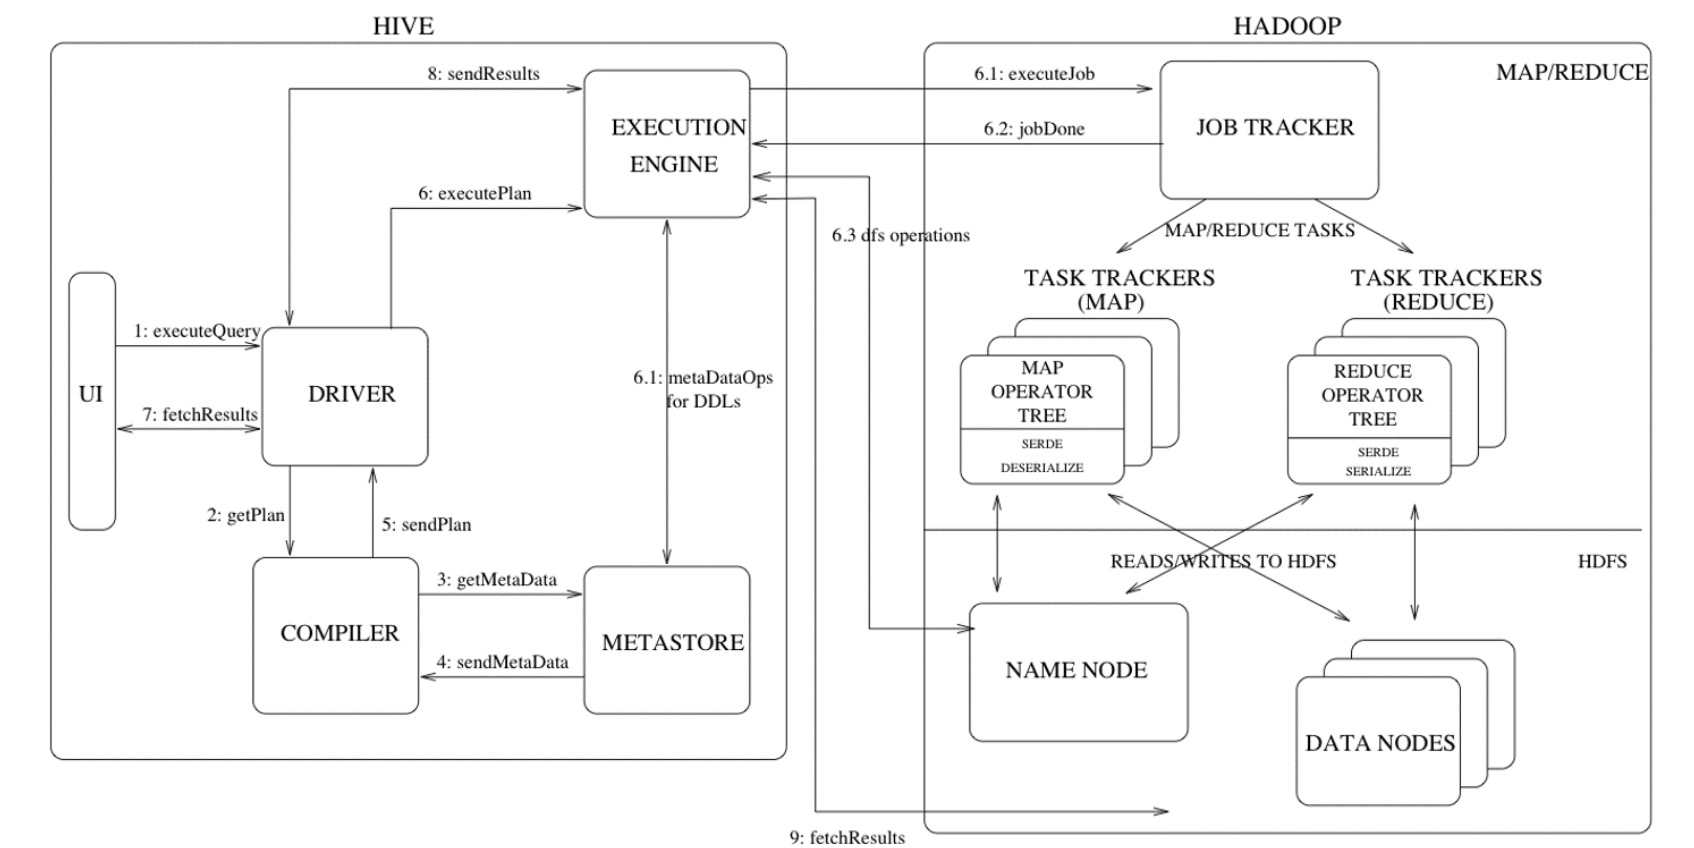 HIVE
HADOOP
8: sendResults
6.1: executeJob
MAP/REDUCE
EXECUTION
ENGINE
6.2: jobDone
JOB TRACKER
6: executePlan
6.3 dfs operations
MAP/REDUCE TASKS
TASK TRACKERS
(MAP)
TASK TRACKERS
(REDUCE)
1: executeQuery
UI
DRIVER
7: fetchResults
6.1: metaDataOps
for DDLs
MAP
OPERATOR
TREE
SERDE
DESERIALIZE
REDUCE
OPERATOR
TREE
SERDE
SERIALIZE
2: getPlan
5: sendPlan
READS/WRITES TO HDFS
HDFS
3: getMetaData
COMPILER
METASTORE
4: sendMetaData
NAME NODE
DATA NODES
9: fetchResults